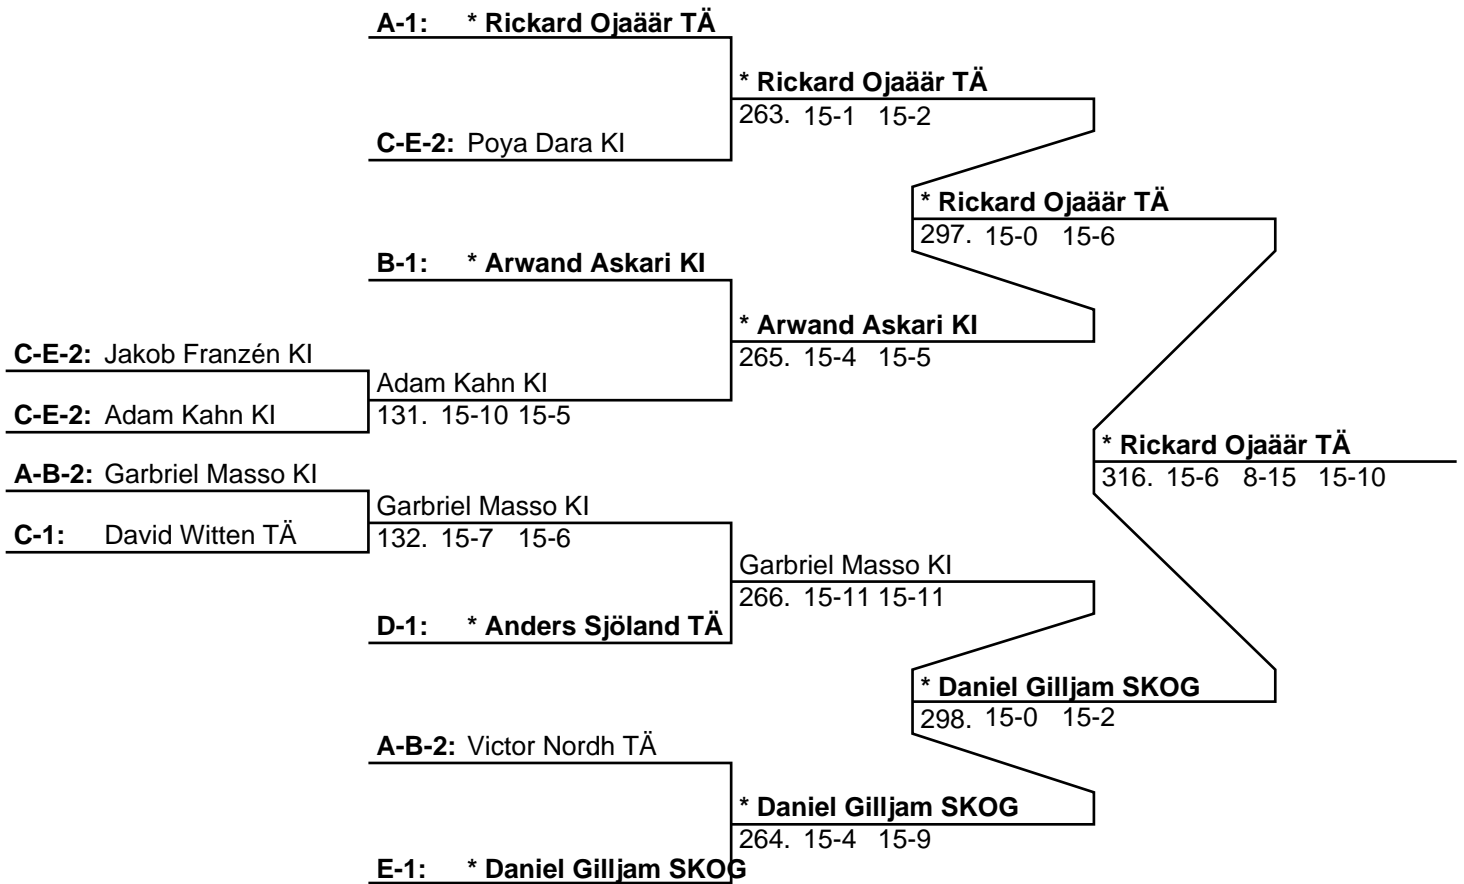 A-1: * Rickard Ojaäär TÄ
* Rickard Ojaäär TÄ
263. 15-1 15-2
C-E-2: Poya Dara KI
* Rickard Ojaäär TÄ
297. 15-0 15-6
B-1: * Arwand Askari KI
* Arwand Askari KI
265. 15-4 15-5
C-E-2: Jakob Franzén KI
Adam Kahn KI
131. 15-10 15-5
C-E-2: Adam Kahn KI
* Rickard Ojaäär TÄ
316. 15-6 8-15 15-10
A-B-2: Garbriel Masso KI
Garbriel Masso KI
132. 15-7 15-6
C-1: David Witten TÄ
Garbriel Masso KI
266. 15-11 15-11
D-1: * Anders Sjöland TÄ
* Daniel Gilljam SKOG
298. 15-0 15-2
A-B-2: Victor Nordh TÄ
* Daniel Gilljam SKOG
264. 15-4 15-9
E-1: * Daniel Gilljam SKOG